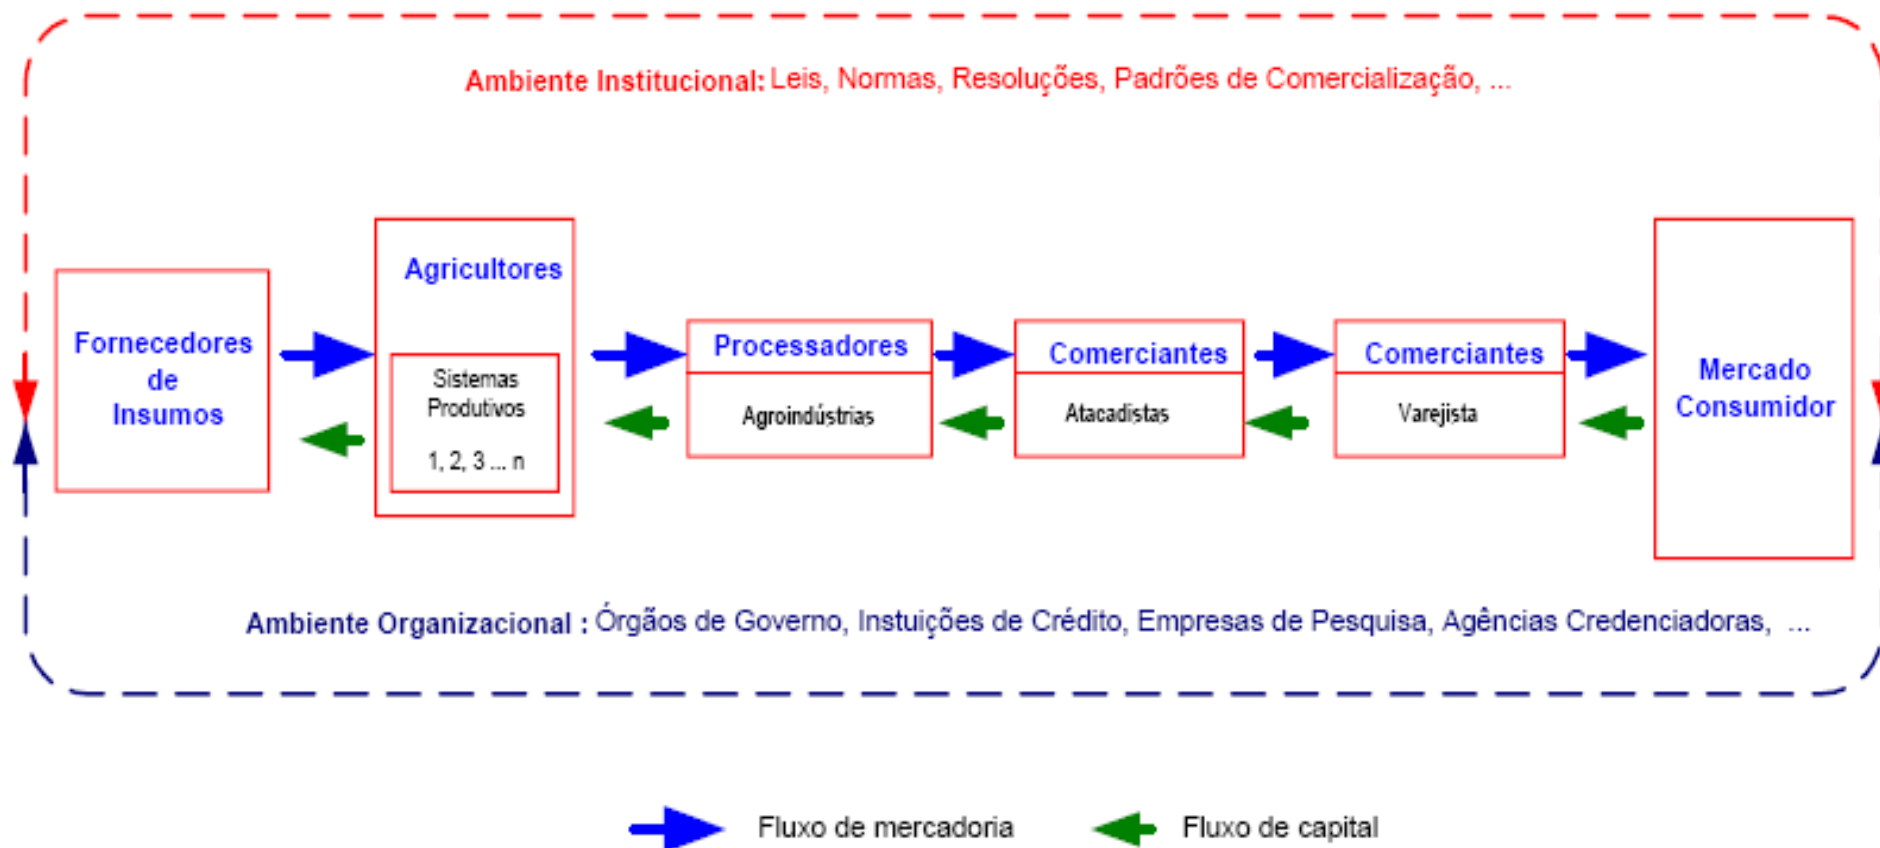 Ambiente Institucional: Leis, Normas, Resoluções, Padrões de Comercialização, ...
Fornecedores
de
Insumos
Agricultores
Sistemas
Produtivos
1, 2, 3 ... n
Processadores
Agroindústrias
Comerciantes
Atacadistas
Comerciantes
Varejista
Mercado
Consumidor
Ambiente Organizacional : Órgãos de Governo, Instuições de Crédito, Empresas de Pesquisa, Agências Credenciadoras, ...
Fluxo de mercadoria
Fluxo de capital